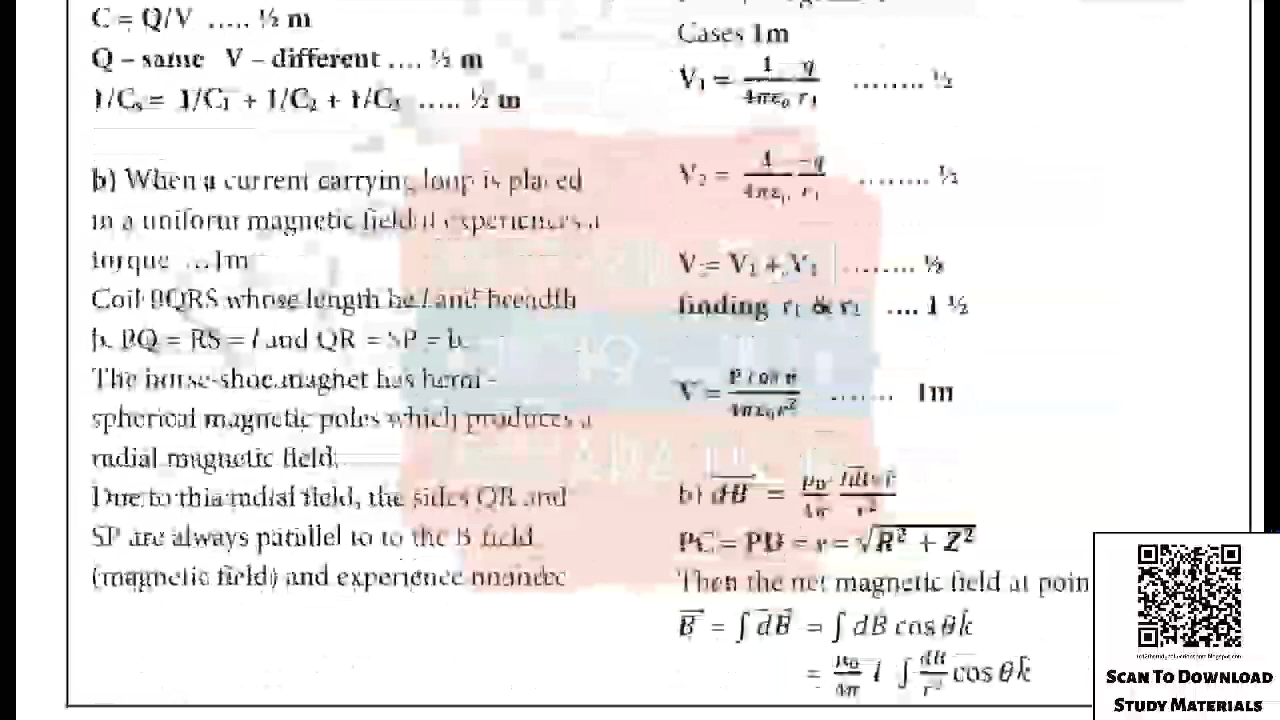 C = Q/V ..... ½ m
Q – same V – different .... ½ m
1/Cₛ = 1/C₁ + 1/C₂ + 1/C₃ ..... ½ m
b) When a current carrying loop is placed
in a uniform magnetic field it experiences a
torque ....1m
Coil PQRS whose length be l and breadth
b. PQ = RS = l and QR = SP = b.
The horse-shoe magnet has hemi -
spherical magnetic poles which produces a
radial magnetic field.
Due to this radial field, the sides QR and
SP are always parallel to to the B field
(magnetic field) and experience
Cases 1m
V₁ = 1/4πε₀ q/r₁ ........ ½
V₂ = 1/4πε₀ -q/r₁ ........ ½
V = V₁ + V₁ ........ ½
finding r₁ & r₂ .... 1 ½
V = P cos θ/4πε₀r² ....... 1m
b) dB = μ₀/4π
PC = PD = r = √R² + Z²
Then the net magnetic field at poin
B = ∫ dB = ∫ dB cos θ k̂
= μ₀/4π I ∫ dl/r² cos θ k̂
SCAN TO DOWNLOAD
STUDY MATERIALS